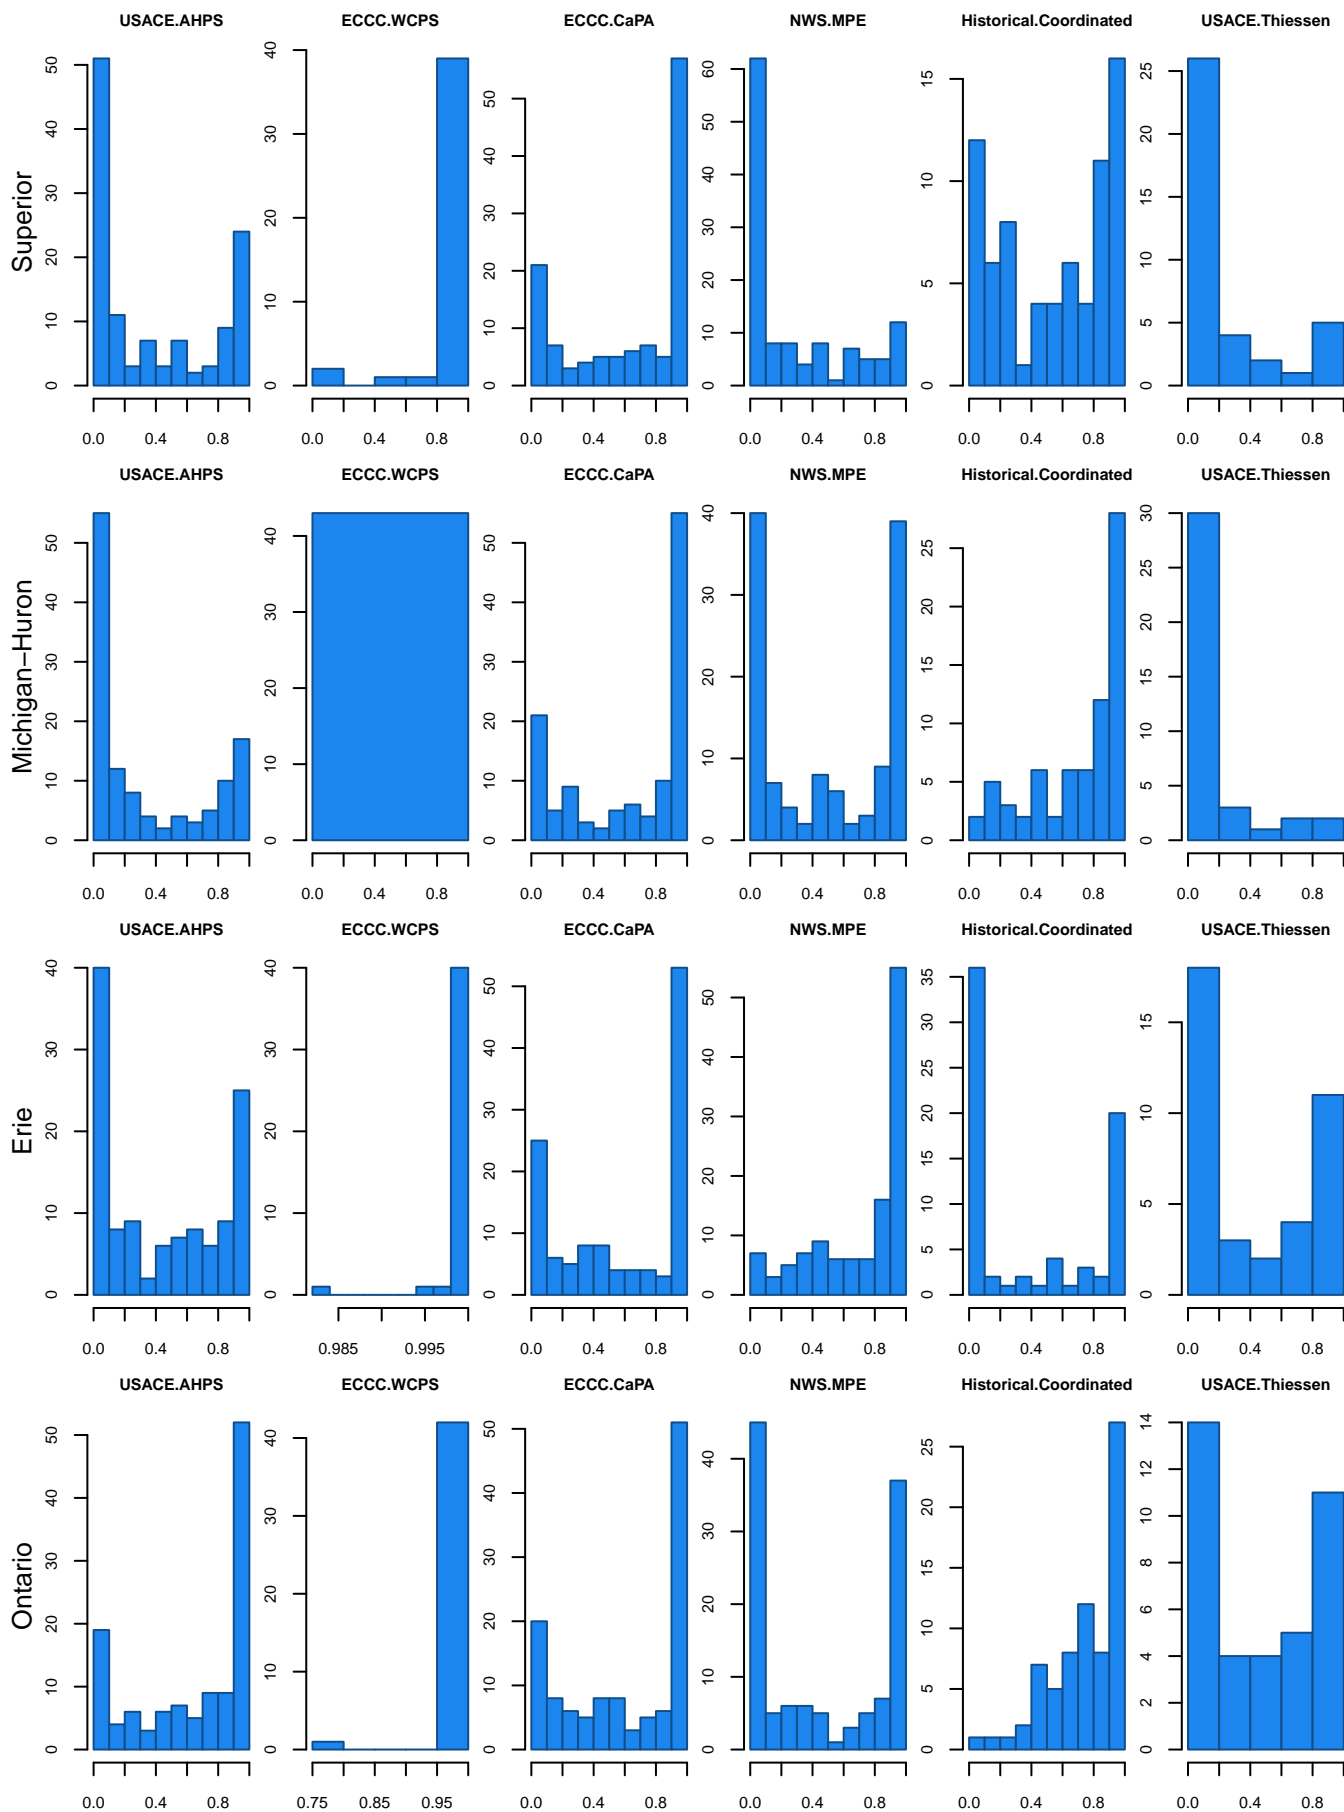 USACE.AHPS ECCC.WCPS ECCC.CaPA NWS.MPE Historical.Coordinated USACE.Thiessen
Superior
0 10 20 30 40 50
0 10 20 30 40
0 10 20 30 40 50
0 10 20 30 40 50 60
0 5 10 15
0 5 10 15 20 25
0.0 0.4 0.8 0.0 0.4 0.8 0.0 0.4 0.8 0.0 0.4 0.8 0.0 0.4 0.8 0.0 0.4 0.8
USACE.AHPS ECCC.WCPS ECCC.CaPA NWS.MPE Historical.Coordinated USACE.Thiessen
Michigan−Huron
0 10 20 30 40 50
0 10 20 30 40
0 10 20 30 40 50
0 10 20 30 40
0 5 10 15 20 25
0 5 10 15 20 25 30
0.0 0.4 0.8 0.0 0.4 0.8 0.0 0.4 0.8 0.0 0.4 0.8 0.0 0.4 0.8 0.0 0.4 0.8
USACE.AHPS ECCC.WCPS ECCC.CaPA NWS.MPE Historical.Coordinated USACE.Thiessen
Erie
0 10 20 30 40
0 10 20 30 40
0 10 20 30 40 50
0 10 20 30 40 50
0 5 10 15 20 25 30 35
0 5 10 15
0.0 0.4 0.8 0.985 0.995 0.0 0.4 0.8 0.0 0.4 0.8 0.0 0.4 0.8 0.0 0.4 0.8
USACE.AHPS ECCC.WCPS ECCC.CaPA NWS.MPE Historical.Coordinated USACE.Thiessen
Ontario
0 10 20 30 40 50
0 10 20 30 40
0 10 20 30 40 50
0 10 20 30 40
0 5 10 15 20 25
0 2 4 6 8 10 12 14
0.0 0.4 0.8 0.75 0.85 0.95 0.0 0.4 0.8 0.0 0.4 0.8 0.0 0.4 0.8 0.0 0.4 0.8